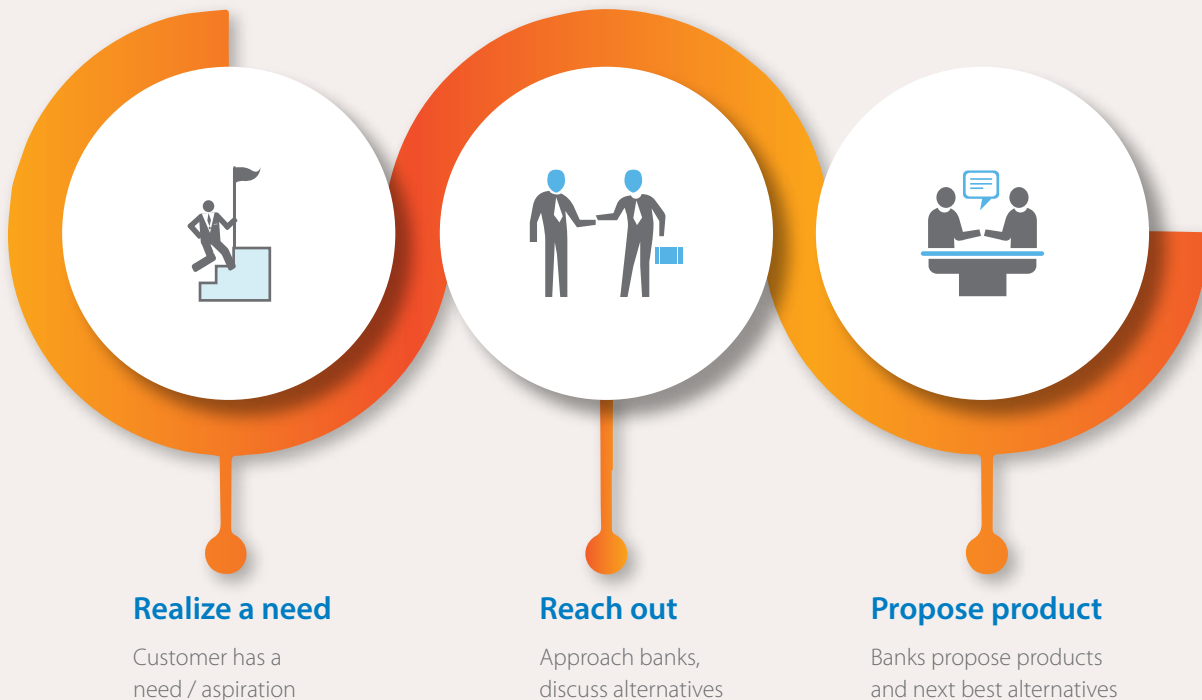 Realize a need
Customer has a
need / aspiration
Reach out
Approach banks,
discuss alternatives
Propose product
Banks propose products
and next best alternatives